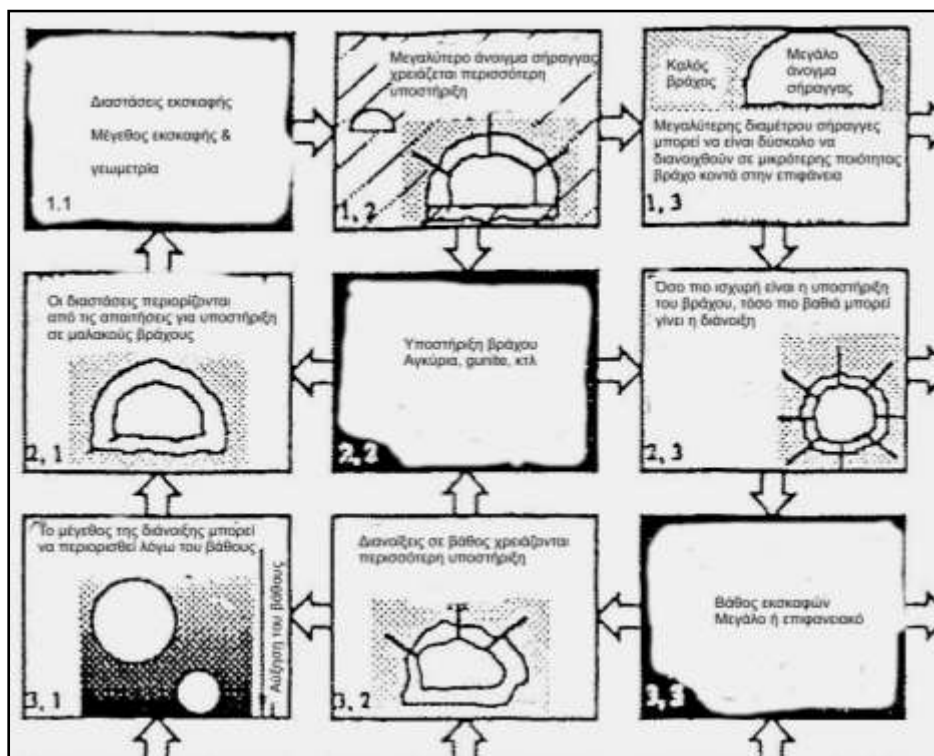 Διαστάσεις εκσκαφής
Μέγεθος εκσκαφής &
γεωμετρία
1,1
Μεγαλύτερο άνοιγμα σήραγγας
χρειάζεται περισσότερη
υποστήριξη
1, 2
Καλός
βράχος
Μεγάλο
άνοιγμα
σήραγγας
Μεγαλύτερης διαμέτρου σήραγγες
μπορεί να είναι δύσκολο να
διανοιχθούν σε μικρότερης ποιότητας
βράχο κοντά στην επιφάνεια
1, 3
Οι διαστάσεις περιορίζονται
από τις απαιτήσεις για υποστήριξη
σε μαλακούς βράχους
2, 1
Υποστήριξη βράχου
Αγκύρια, gunite, κτλ
2,2
Όσο πιο ισχυρή είναι η υποστήριξη
του βράχου, τόσο πιο βαθιά μπορεί
γίνει η διάνοιξη
2, 3
Το μέγεθος της διάνοιξης μπορεί
να περιορισθεί λόγω του βάθους
Αύξηση του βάθους
3, 1
Διανοίξεις σε βάθος χρειάζονται
περισσότερη υποστήριξη
3, 2
Βάθος εκσκαφών
Μεγάλο ή επιφανειακό
3,3